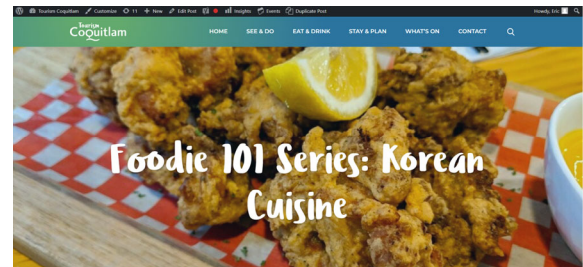 Tourism Coquitlam Customize 11 New Edit Post Insights Events Duplicate Post Howdy, Eric
Tourism
Coquitlam
HOME SEE & DO EAT & DRINK STAY & PLAN WHAT'S ON CONTACT
Foodie 101 Series: Korean
Cuisine